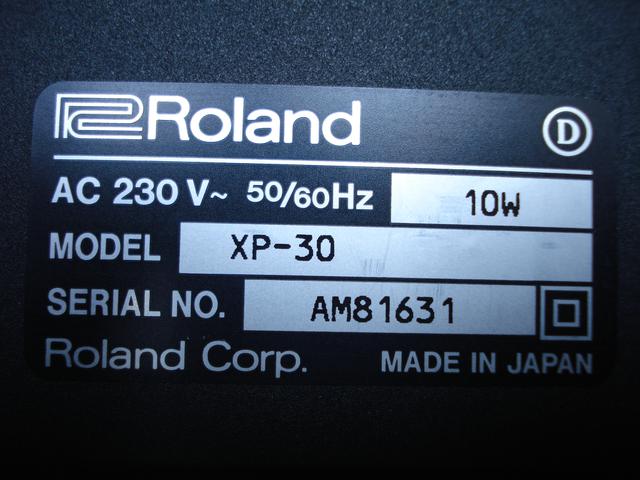 Roland D
AC 230 V~ 50/60Hz 10W
MODEL XP-30
SERIAL NO. AM81631
Roland Corp. MADE IN JAPAN